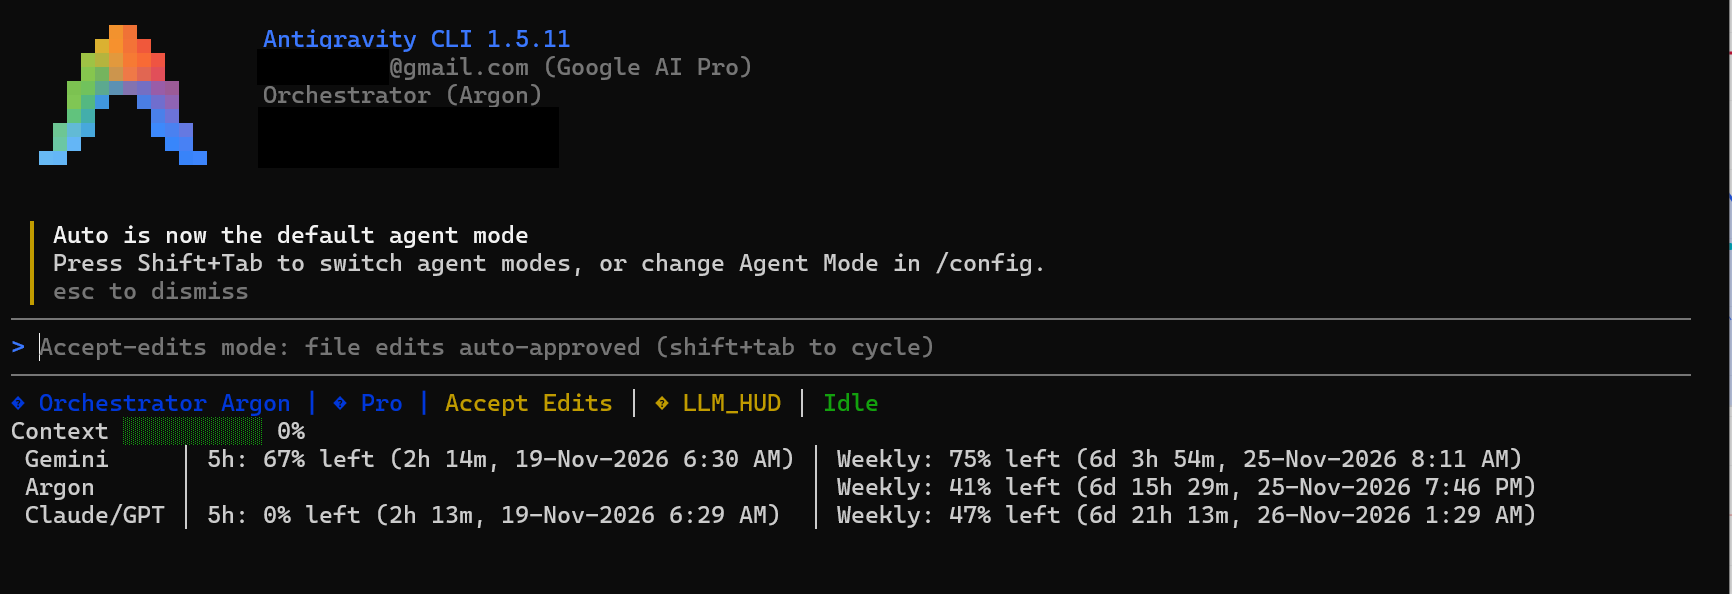 Antigravity CLI 1.5.11
@gmail.com (Google AI Pro)
Orchestrator (Argon)
Auto is now the default agent mode
Press Shift+Tab to switch agent modes, or change Agent Mode in /config.
esc to dismiss
> Accept-edits mode: file edits auto-approved (shift+tab to cycle)
� Orchestrator Argon | � Pro | Accept Edits | � LLM_HUD | Idle
Context ░░░░░░░░░░ 0%
Gemini │ 5h: 67% left (2h 14m, 19-Nov-2026 6:30 AM) │ Weekly: 75% left (6d 3h 54m, 25-Nov-2026 8:11 AM)
Argon │ │ Weekly: 41% left (6d 15h 29m, 25-Nov-2026 7:46 PM)
Claude/GPT │ 5h: 0% left (2h 13m, 19-Nov-2026 6:29 AM) │ Weekly: 47% left (6d 21h 13m, 26-Nov-2026 1:29 AM)